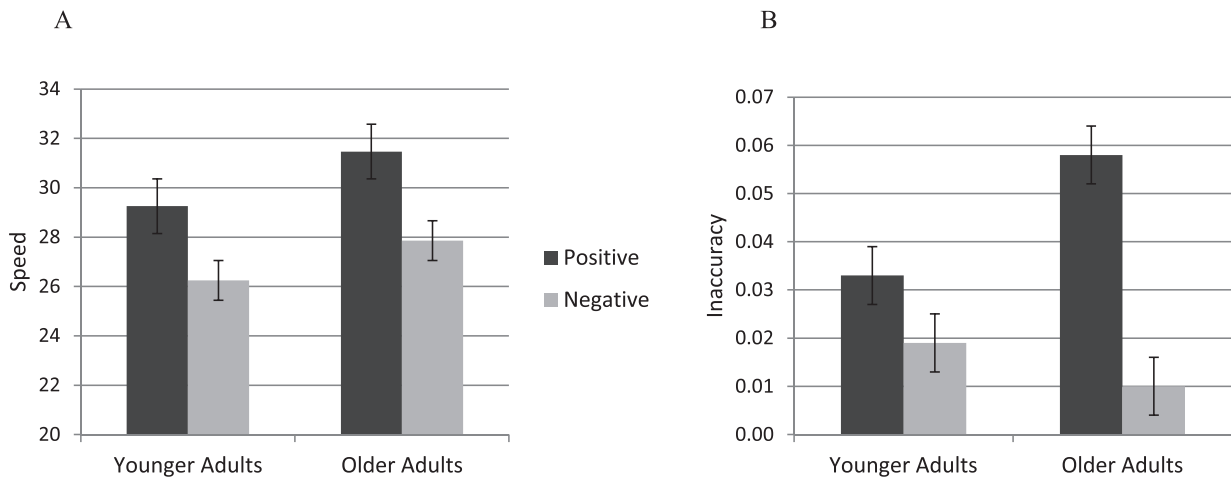 A
34
32
30
28
26
24
22
20
Speed
Younger Adults
Older Adults
Positive
Negative
B
0.07
0.06
0.05
0.04
0.03
0.02
0.01
0.00
Inaccuracy
Younger Adults
Older Adults